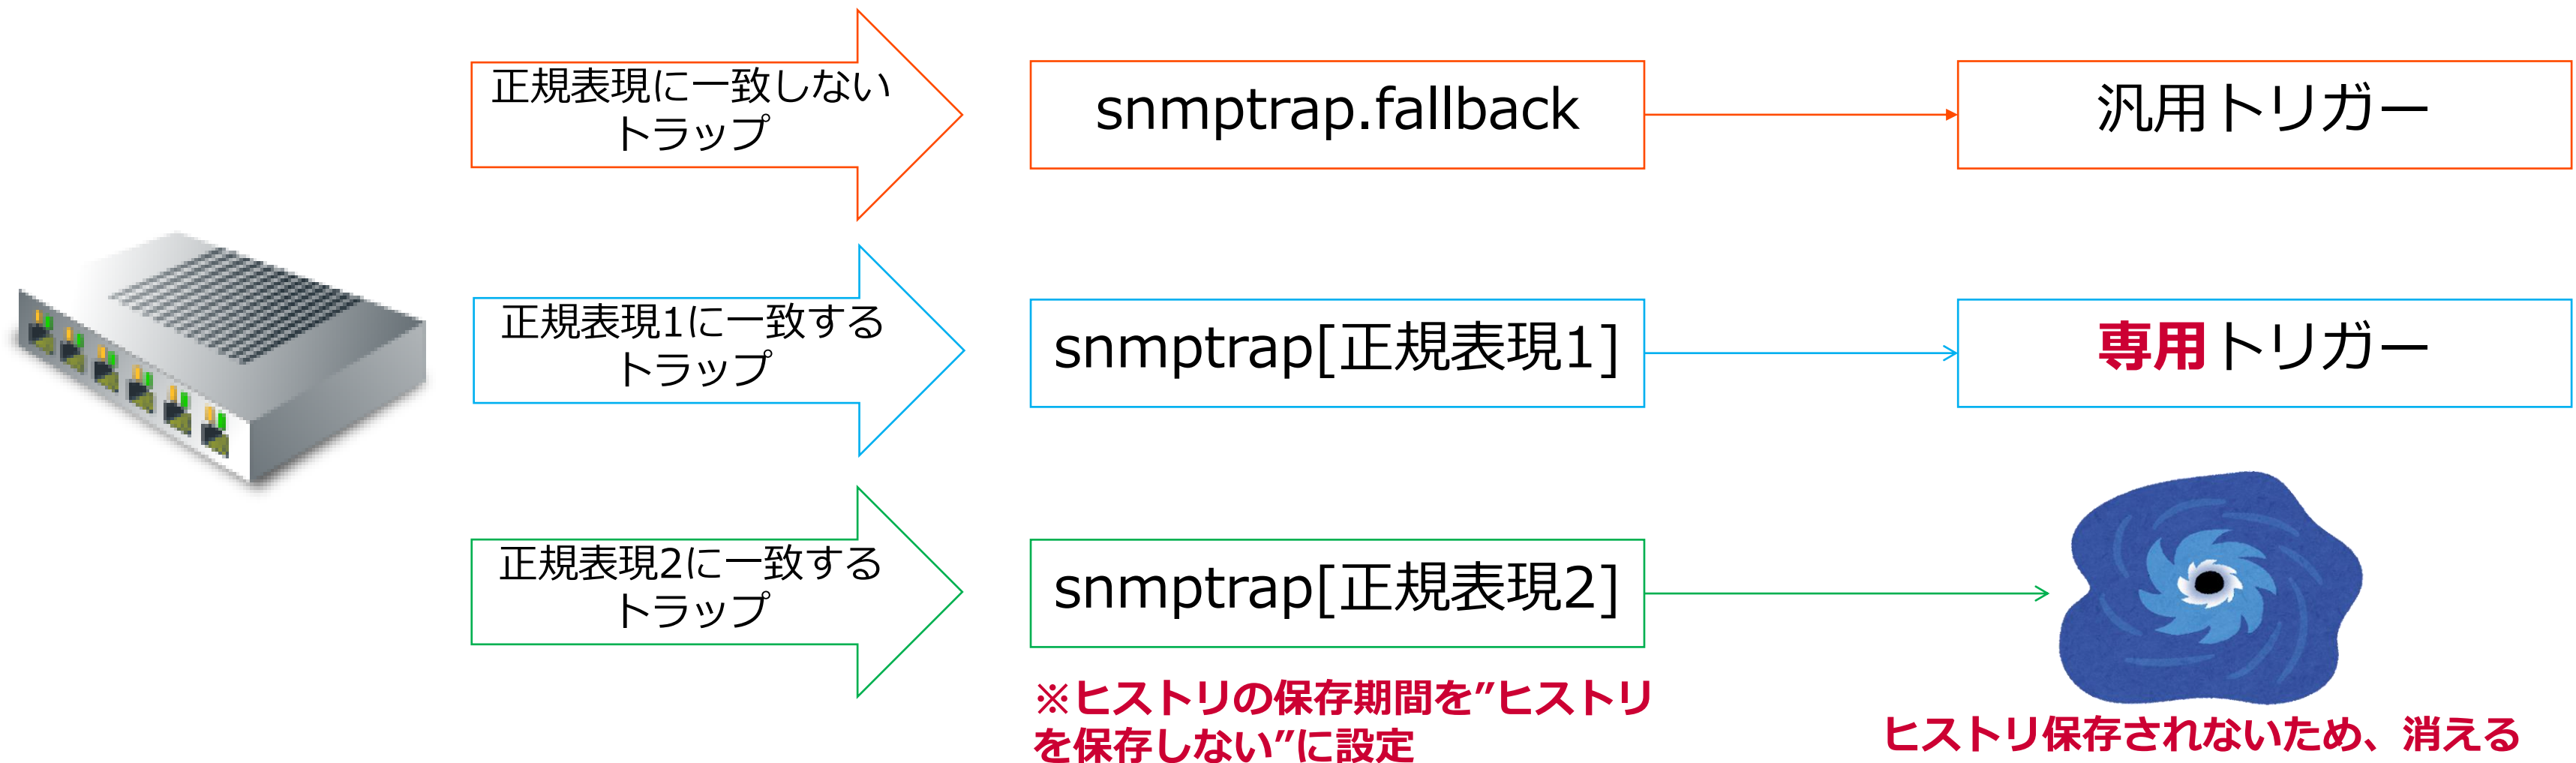 正規表現に一致しない
トラップ
snmptrap.fallback
汎用トリガー
正規表現1に一致する
トラップ
snmptrap[正規表現1]
専用トリガー
正規表現2に一致する
トラップ
snmptrap[正規表現2]
※ヒストリの保存期間を”ヒストリ
を保存しない”に設定
ヒストリ保存されないため、消える